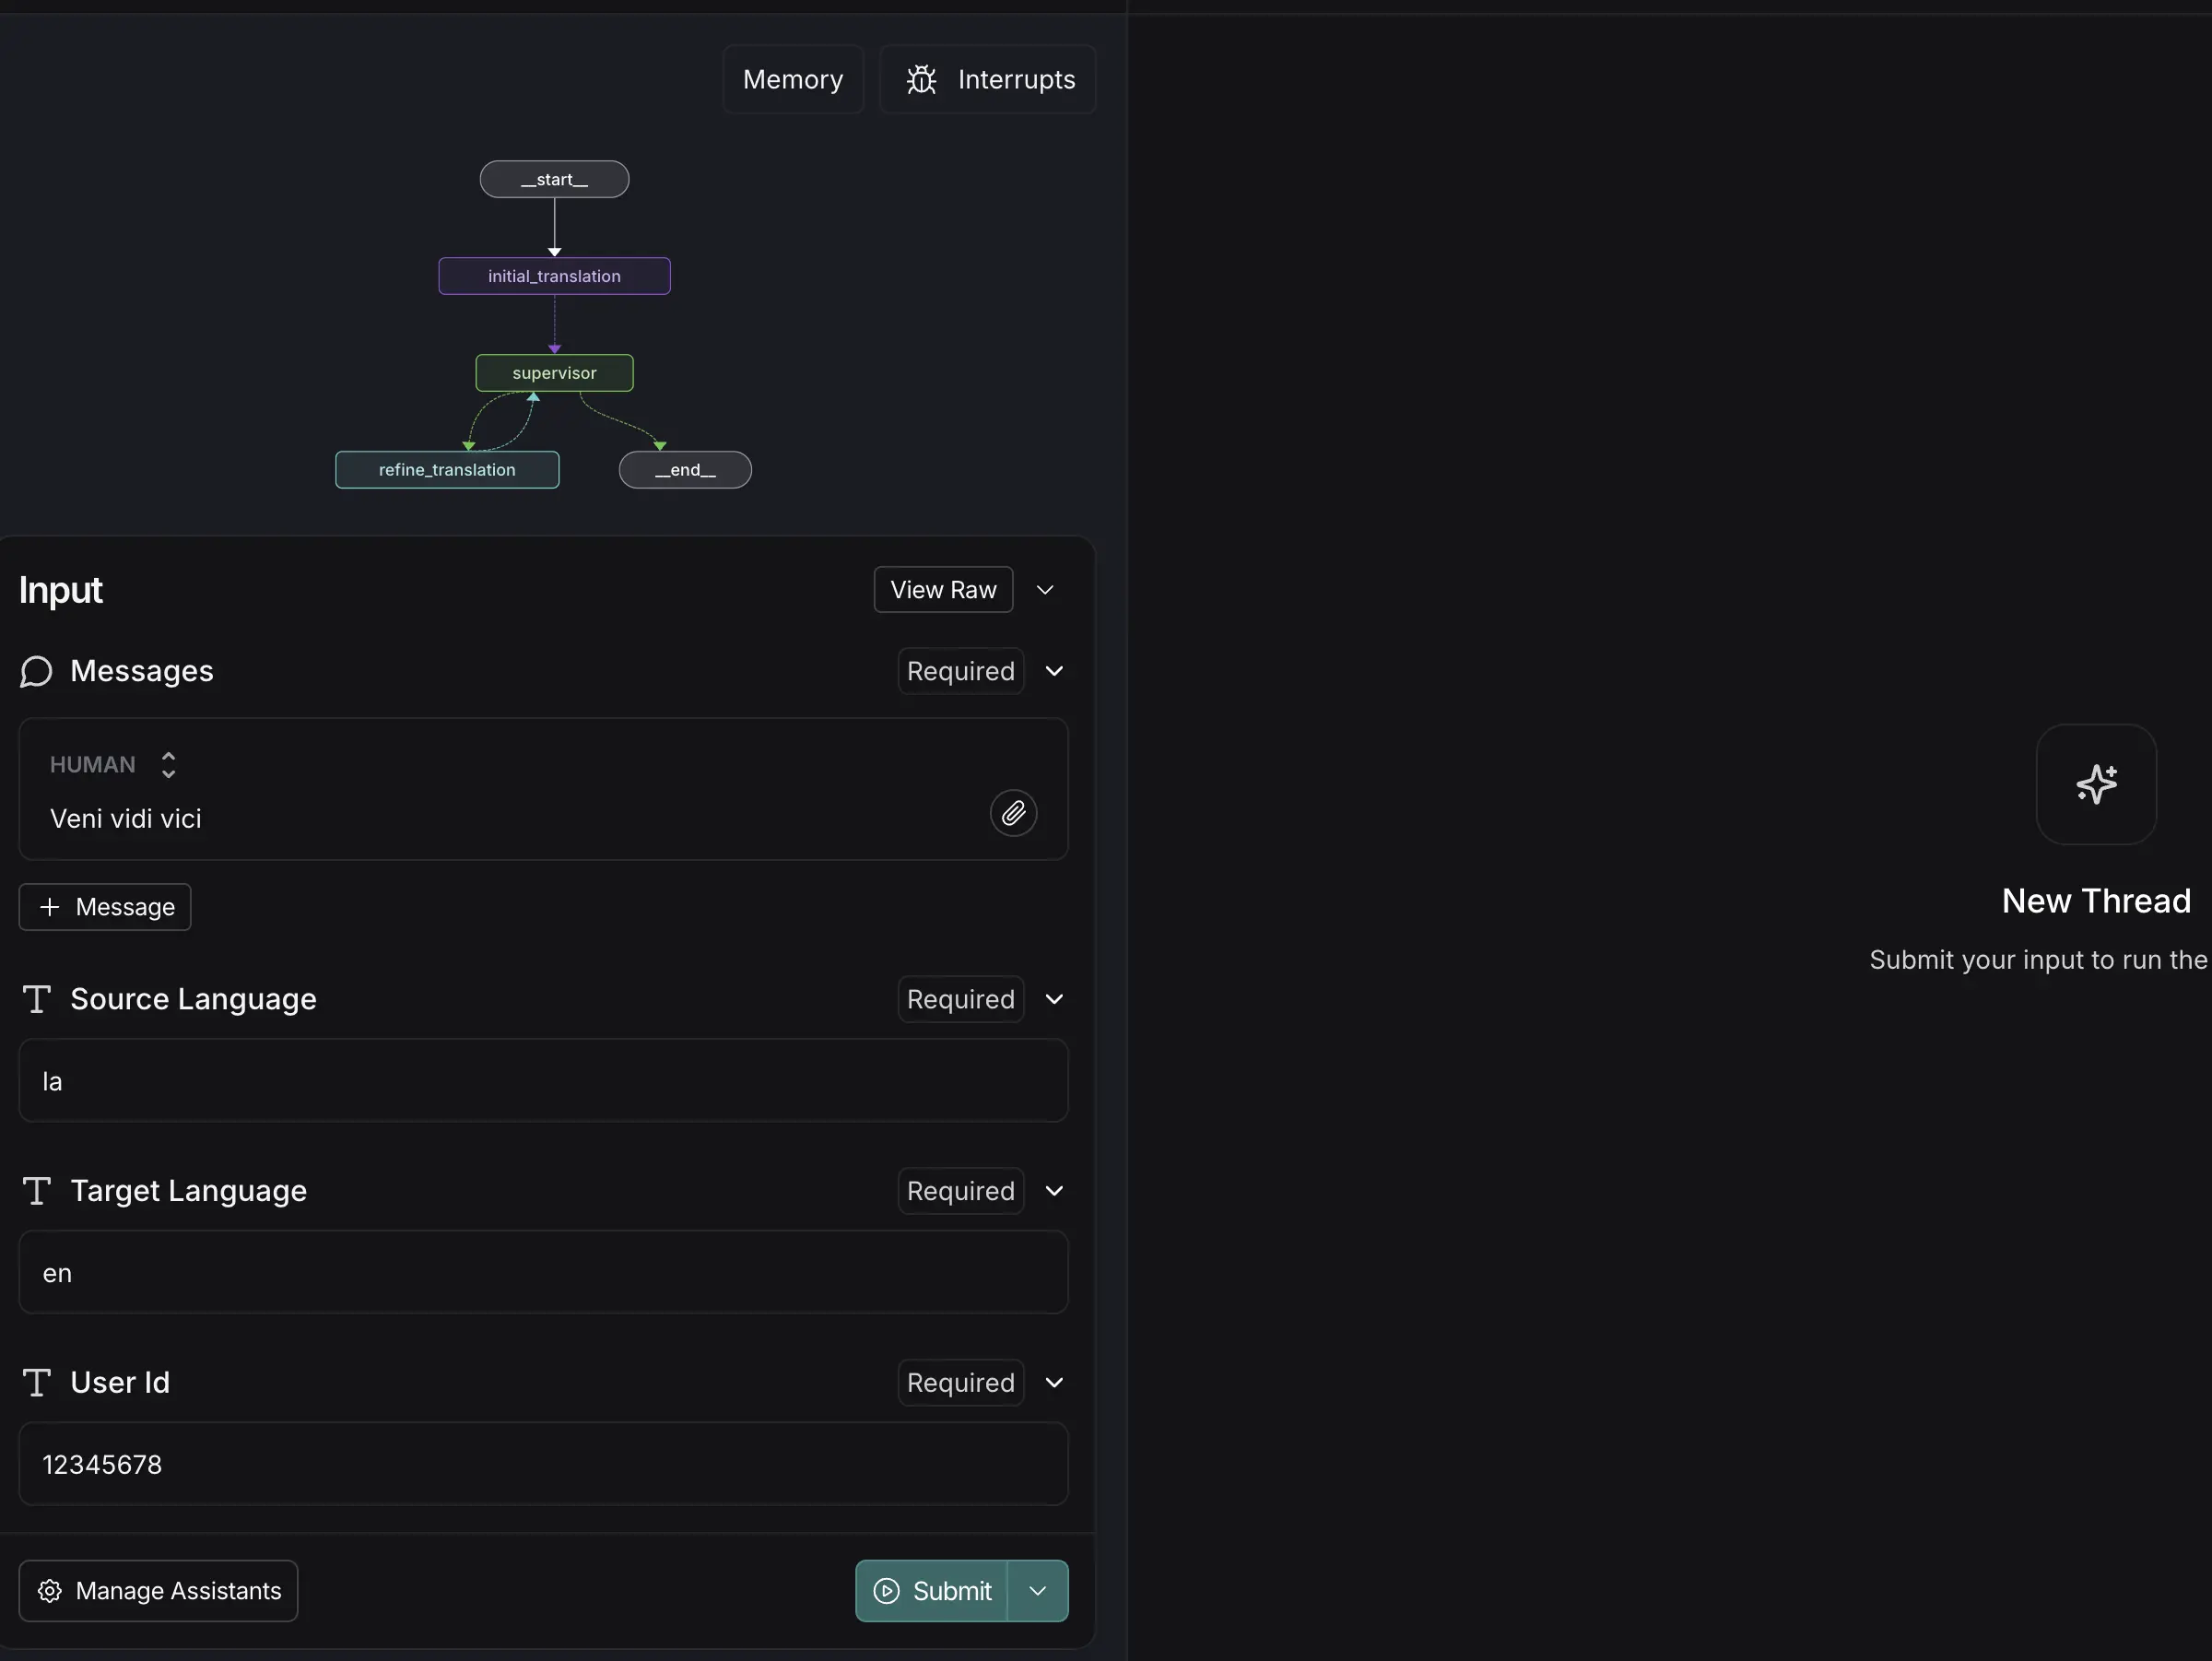 Memory
Interrupts
__start__
initial_translation
supervisor
refine_translation
__end__
Input
View Raw
Messages
Required
HUMAN
Veni vidi vici
+ Message
Source Language
Required
la
Target Language
Required
en
User Id
Required
12345678
Manage Assistants
Submit
New Thread
Submit your input to run the